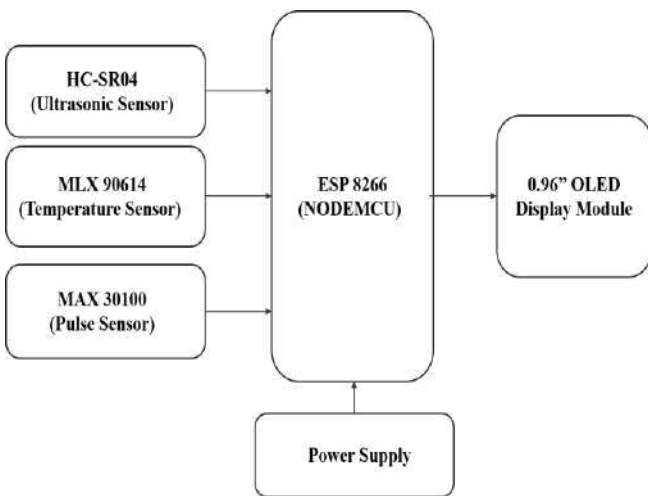 HC-SR04
(Ultrasonic Sensor)
MLX 90614
(Temperature Sensor)
MAX 30100
(Pulse Sensor)
ESP 8266
(NODEMCU)
0.96” OLED
Display Module
Power Supply